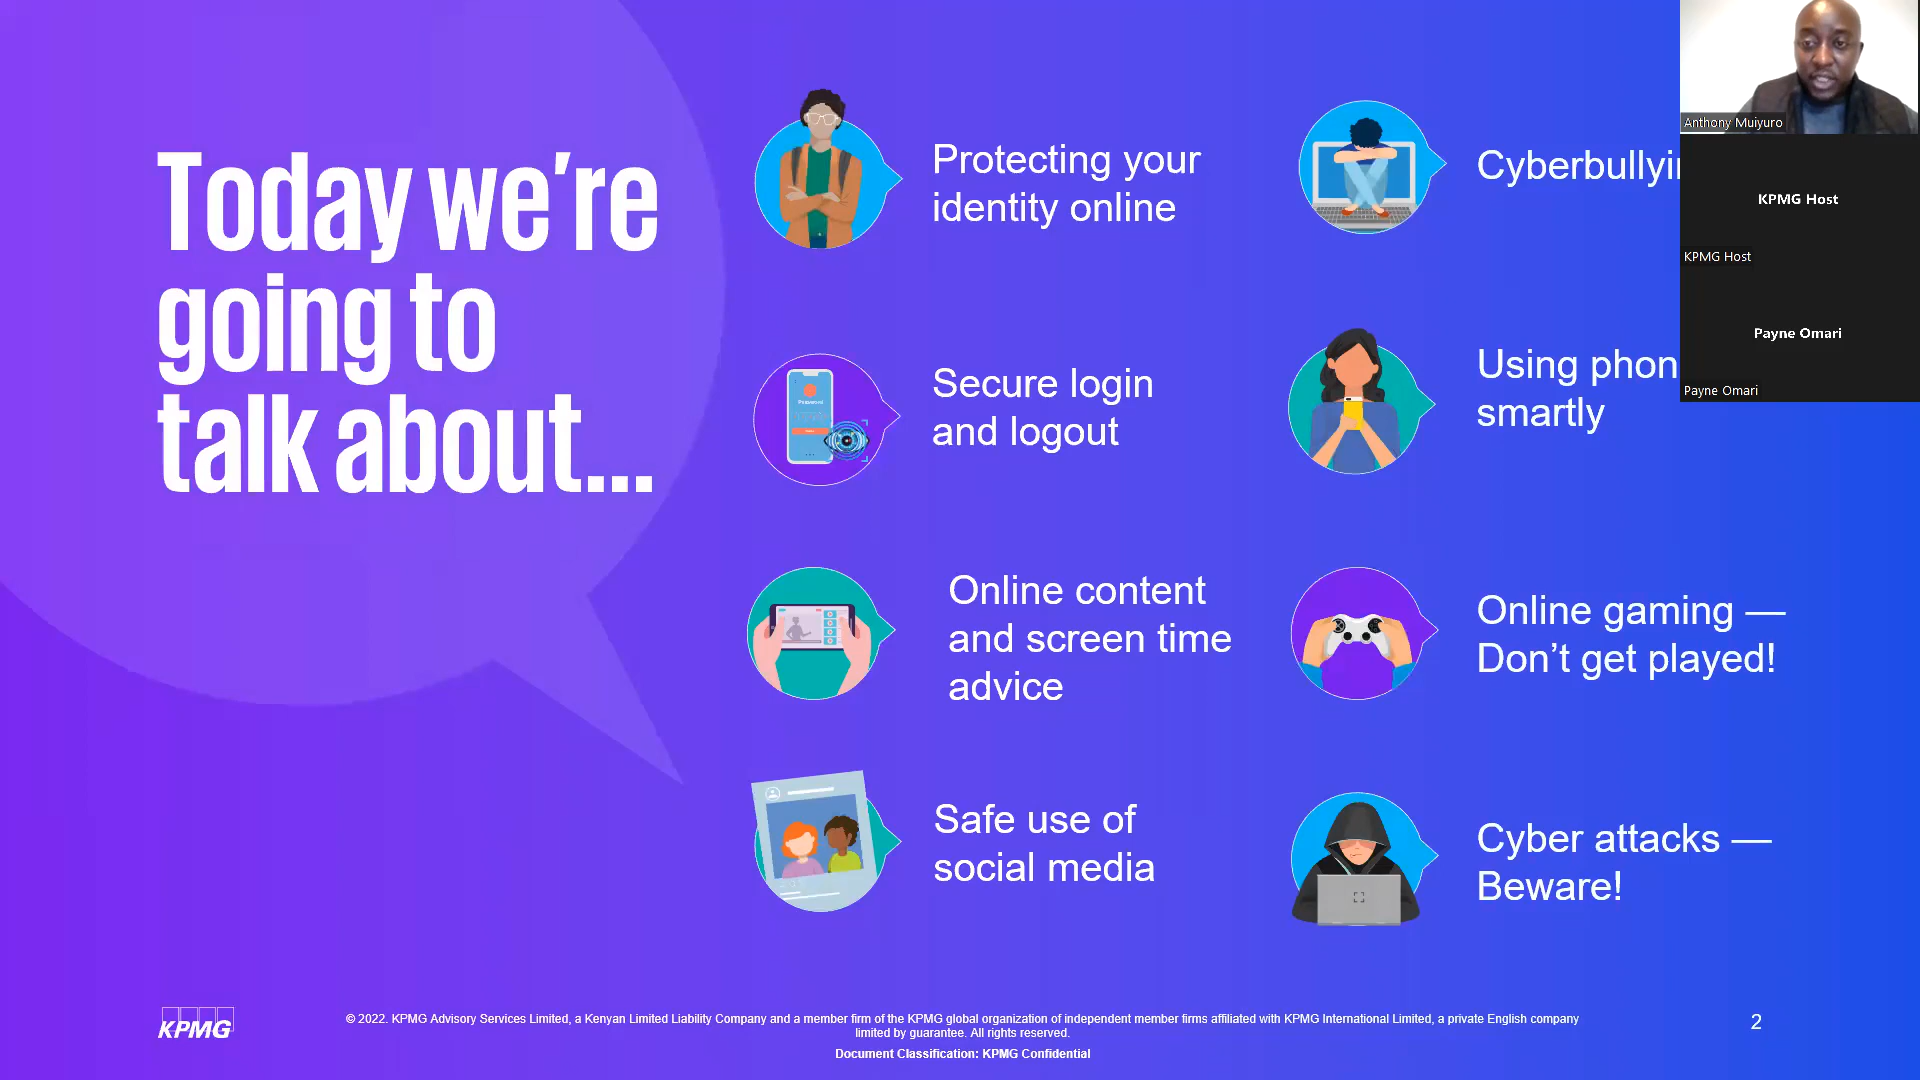 Today we're
going to
talk about...
Protecting your
identity online
Secure login
and logout
Online content
and screen time
advice
Safe use of
social media
Cyberbullyin
Using phon
smartly
Online gaming —
Don't get played!
Cyber attacks —
Beware!
Anthony Muiyuro
KPMG Host
KPMG Host
Payne Omari
Payne Omari
Password
KPMG
© 2022. KPMG Advisory Services Limited, a Kenyan Limited Liability Company and a member firm of the KPMG global organization of independent member firms affiliated with KPMG International Limited, a private English company
limited by guarantee. All rights reserved.
Document Classification: KPMG Confidential
2